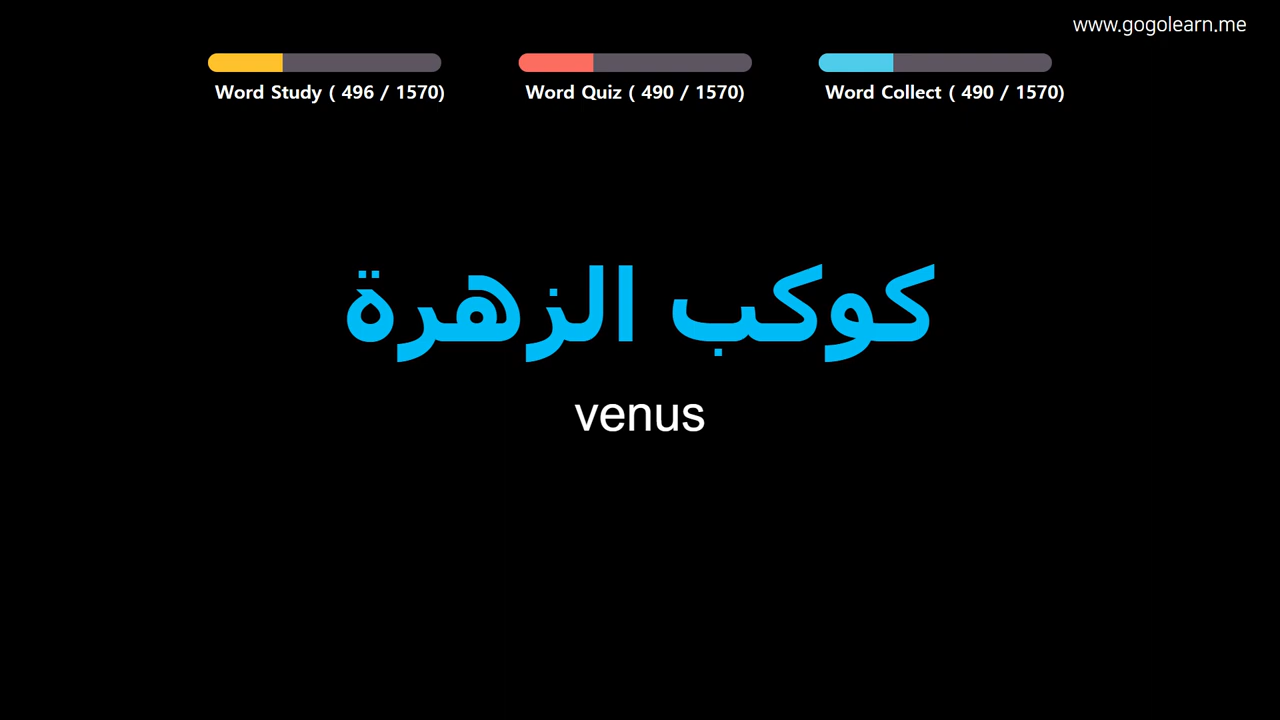 www.gogolearn.me
Word Study ( 496 / 1570)
Word Quiz ( 490 / 1570)
Word Collect ( 490 / 1570)
كوكب الزهرة
venus